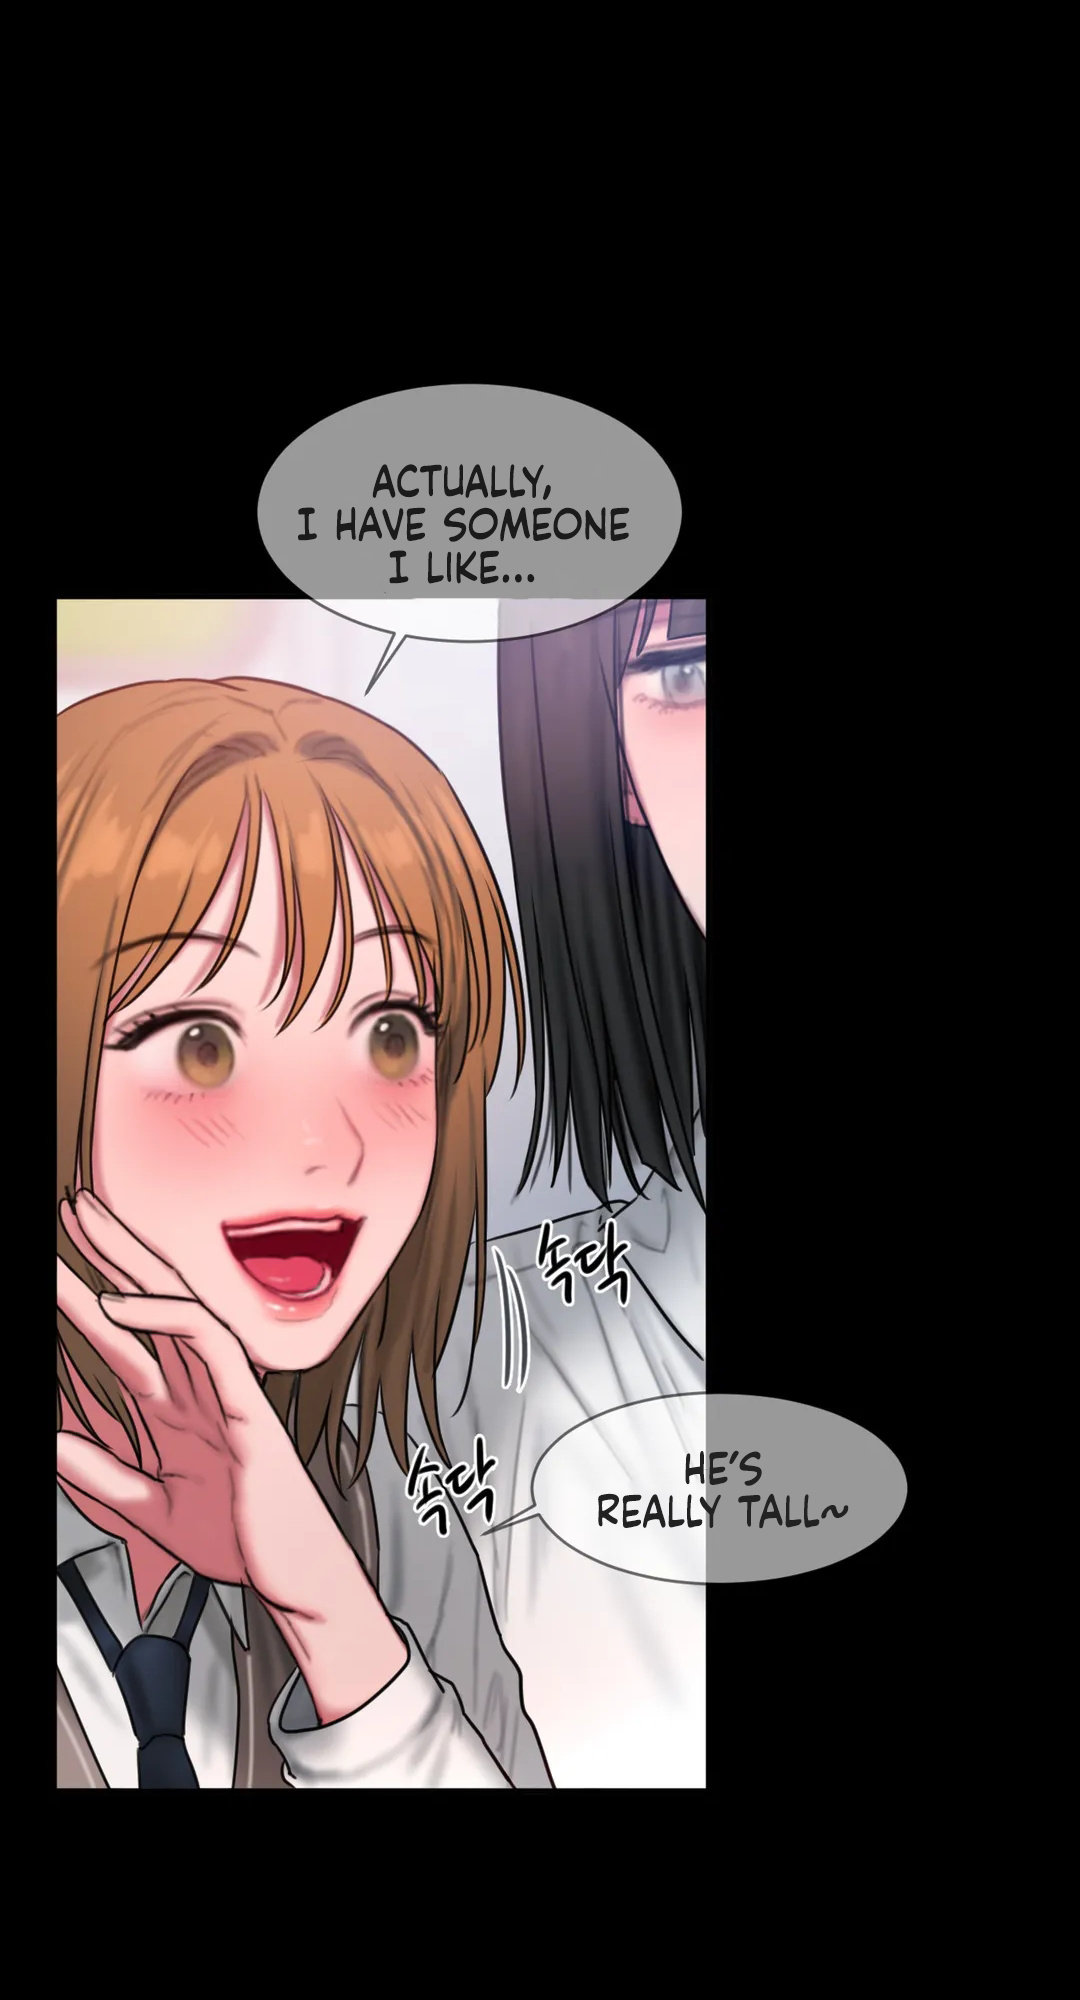 ACTUALLY,
I HAVE SOMEONE
I LIKE...
속닥
속닥
HE'S
REALLY TALL~